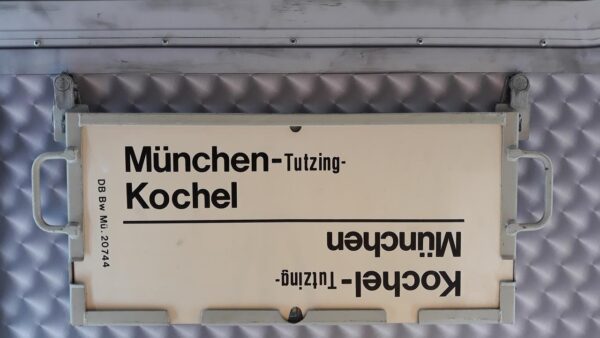 München-Tutzing-
Kochel
Kochel-Tutzing-
München
DB Bw Mü. 20744